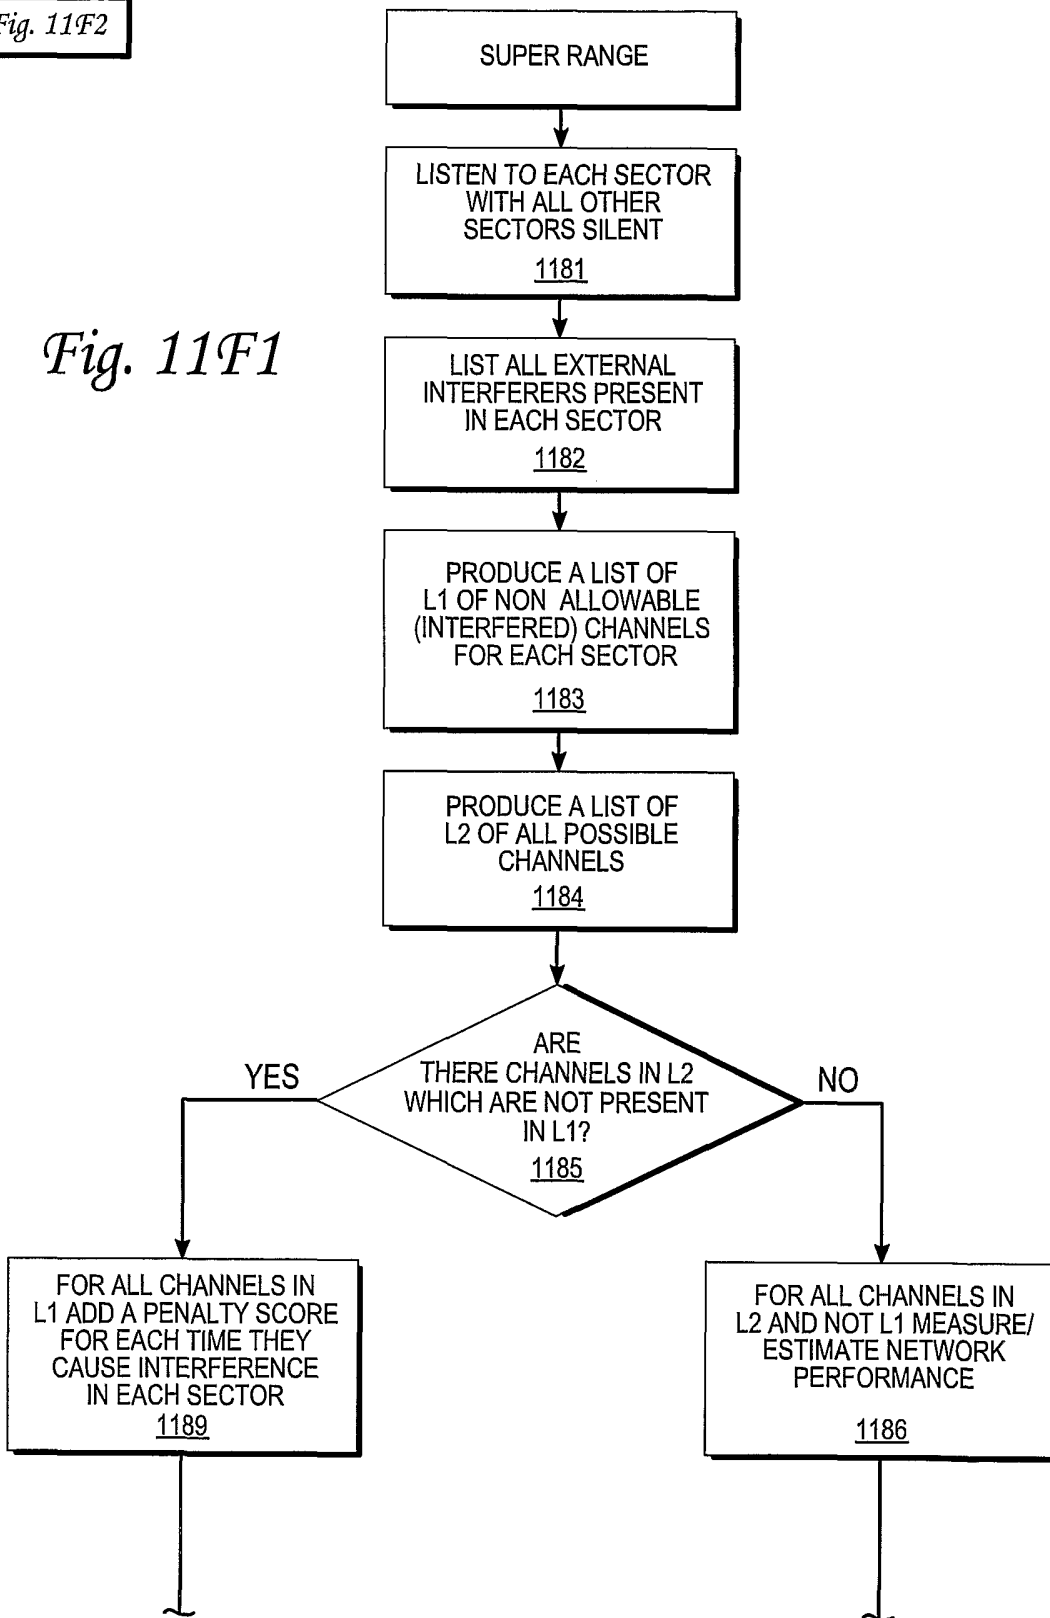 Fig. 11F2
SUPER RANGE
LISTEN TO EACH SECTOR
WITH ALL OTHER
SECTORS SILENT
1181
Fig. 11F1
LIST ALL EXTERNAL
INTERFERERS PRESENT
IN EACH SECTOR
1182
PRODUCE A LIST OF
L1 OF NON ALLOWABLE
(INTERFERED) CHANNELS
FOR EACH SECTOR
1183
PRODUCE A LIST OF
L2 OF ALL POSSIBLE
CHANNELS
1184
ARE
THERE CHANNELS IN L2
WHICH ARE NOT PRESENT
IN L1?
1185
YES
NO
FOR ALL CHANNELS IN
L1 ADD A PENALTY SCORE
FOR EACH TIME THEY
CAUSE INTERFERENCE
IN EACH SECTOR
1189
FOR ALL CHANNELS IN
L2 AND NOT L1 MEASURE/
ESTIMATE NETWORK
PERFORMANCE
1186